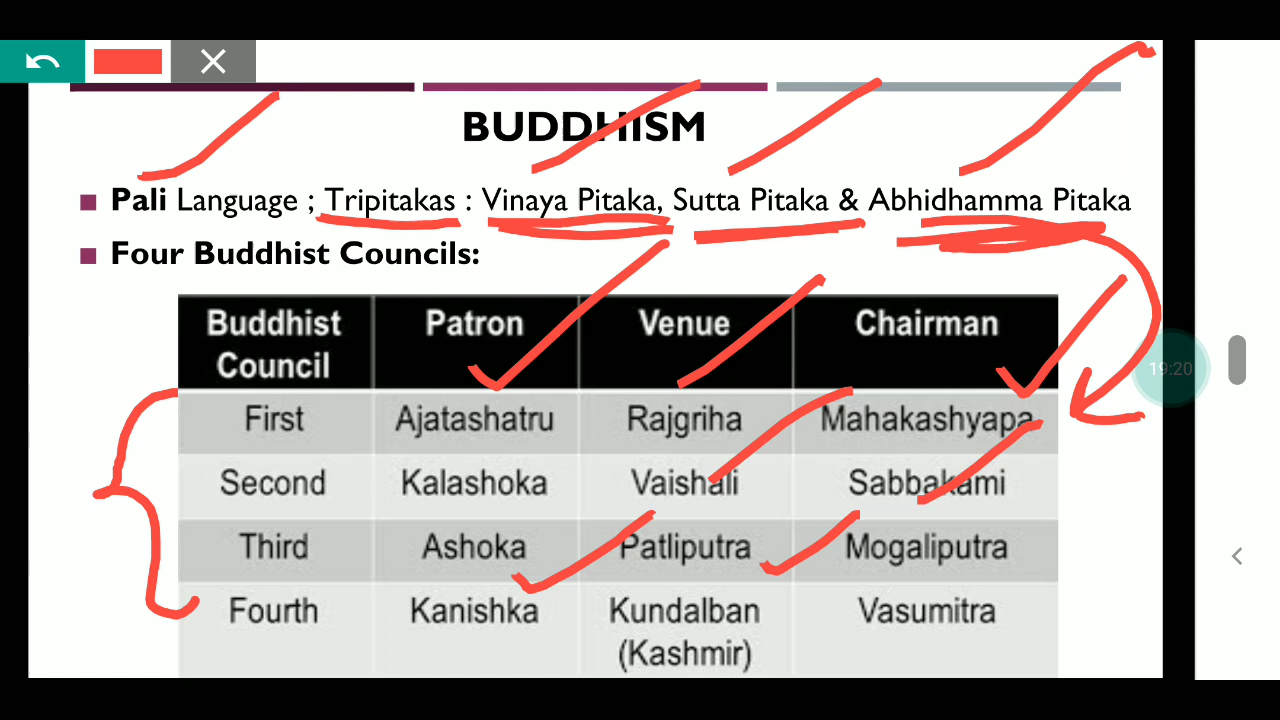 BUDDHISM
Pali Language ; Tripitakas : Vinaya Pitaka, Sutta Pitaka & Abhidhamma Pitaka
Four Buddhist Councils:
Buddhist Council Patron Venue Chairman
First Ajatashatru Rajgriha Mahakashyapa
Second Kalashoka Vaishali Sabbakami
Third Ashoka Patliputra Mogaliputra
Fourth Kanishka Kundalban (Kashmir) Vasumitra
19:20